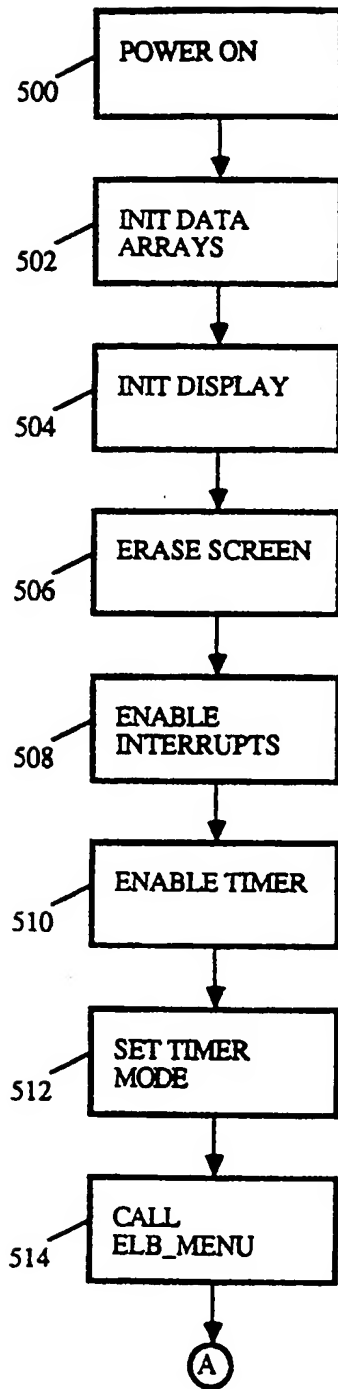 POWER ON
500
INIT DATA
ARRAYS
502
INIT DISPLAY
504
ERASE SCREEN
506
ENABLE
INTERRUPTS
508
ENABLE TIMER
510
SET TIMER
MODE
512
CALL
ELB_MENU
514
A